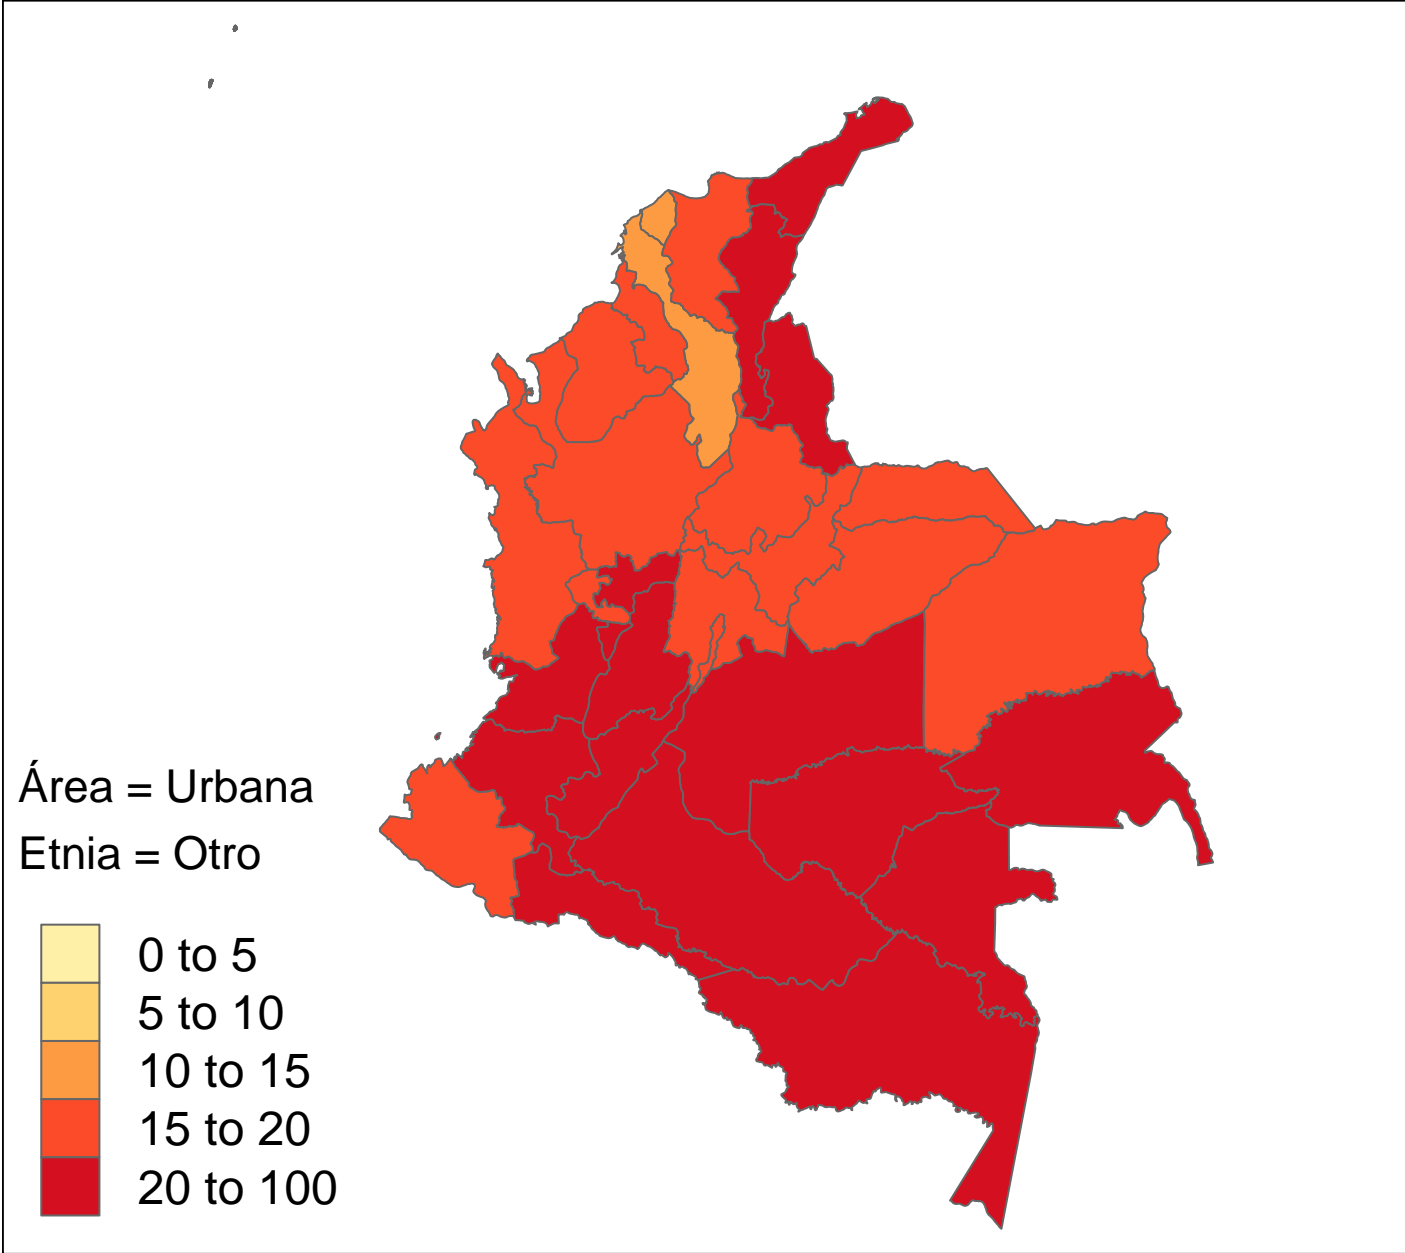 Área = Urbana
Etnia = Otro
0 to 5
5 to 10
10 to 15
15 to 20
20 to 100